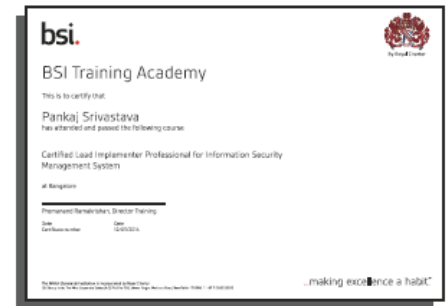 bsi.
By Royal Charter
BSI Training Academy
This is to certify that
Pankaj Srivastava
has attended and passed the following course
Certified Lead Implementer Professional for Information Security
Management System
at Bangalore
Director Training
Date
Certificate number
...making excellence a habit.™